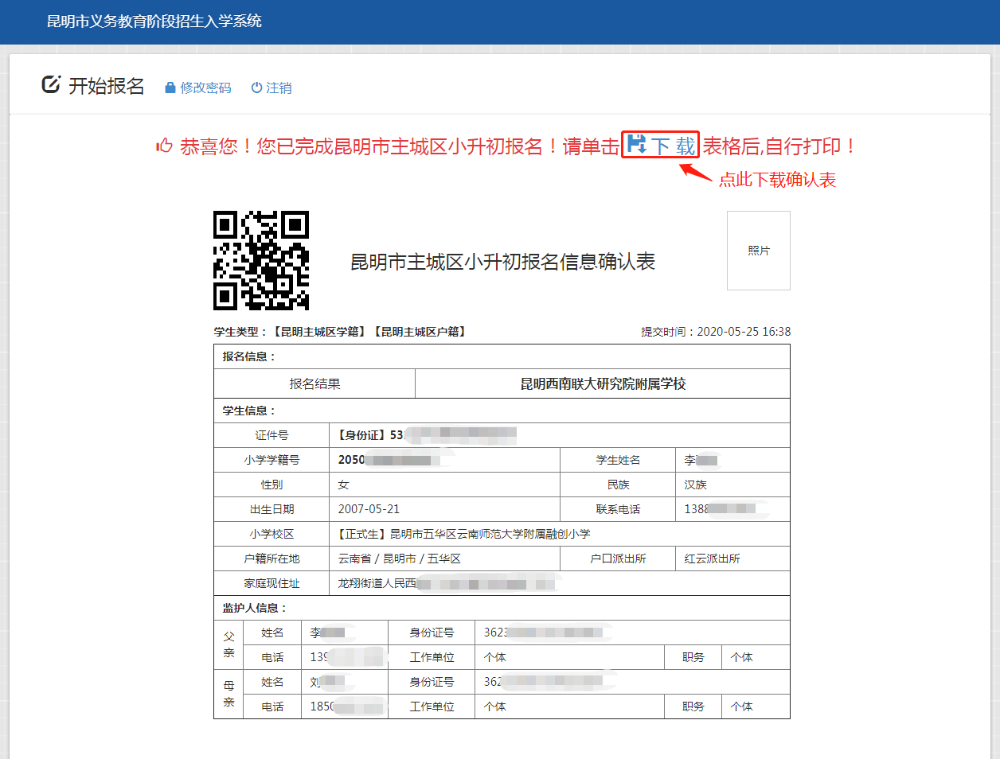 昆明市义务教育阶段招生入学系统
开始报名 修改密码 注销
恭喜您！您已完成昆明市主城区小升初报名！请单击 下 载 表格后,自行打印！
点此下载确认表
昆明市主城区小升初报名信息确认表
照片
学生类型：【昆明主城区学籍】【昆明主城区户籍】 提交时间：2020-05-25 16:38
报名信息：
报名结果 昆明西南联大研究院附属学校
学生信息：
证件号 【身份证】53
小学学籍号 2050 学生姓名 李
性别 女 民族 汉族
出生日期 2007-05-21 联系电话 1388
小学校区 【正式生】昆明市五华区云南师范大学附属融创小学
户籍所在地 云南省 / 昆明市 / 五华区 户口派出所 红云派出所
家庭现住址 龙翔街道人民西
监护人信息：
父亲 姓名 李 身份证号 3623
电话 139 工作单位 个体 职务 个体
母亲 姓名 刘 身份证号 362
电话 1850 工作单位 个体 职务 个体